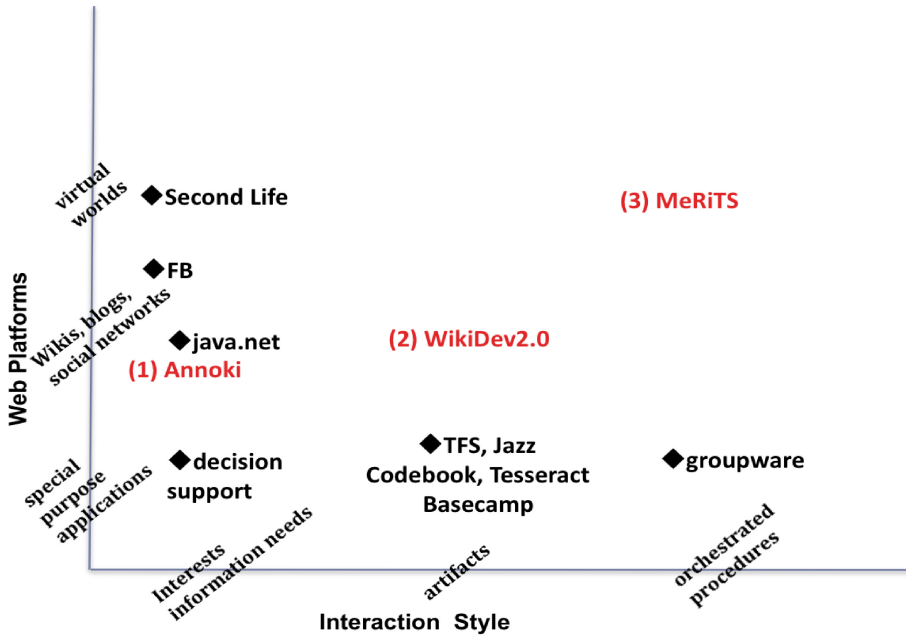 virtual
worlds
Second Life
(3) MeRiTS
FB
Web Platforms
Wikis, blogs,
social networks
java.net
(2) WikiDev2.0
(1) Annoki
special
purpose
applications
decision
support
TFS, Jazz
Codebook, Tesseract
Basecamp
groupware
Interests
information needs
artifacts
orchestrated
procedures
Interaction Style